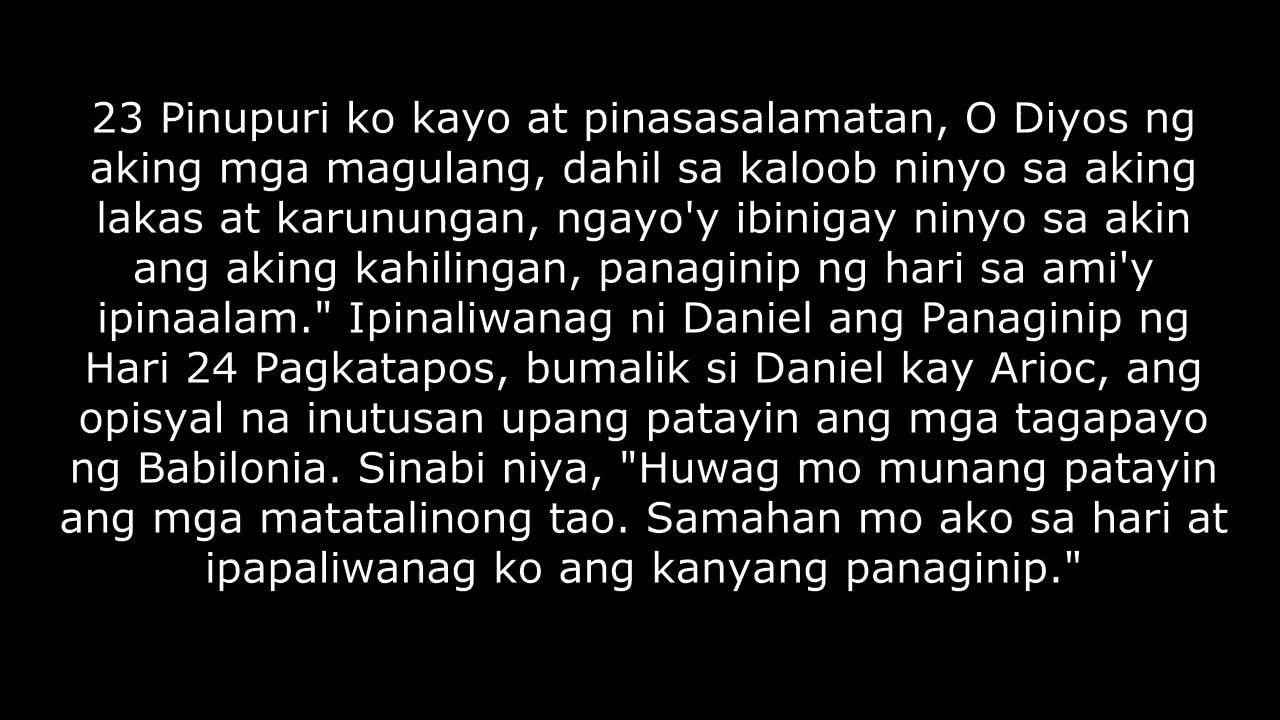 23 Pinupuri ko kayo at pinasasalamatan, O Diyos ng
aking mga magulang, dahil sa kaloob ninyo sa aking
lakas at karunungan, ngayo'y ibinigay ninyo sa akin
ang aking kahilingan, panaginip ng hari sa ami'y
ipinaalam." Ipinaliwanag ni Daniel ang Panaginip ng
Hari 24 Pagkatapos, bumalik si Daniel kay Arioc, ang
opisyal na inutusan upang patayin ang mga tagapayo
ng Babilonia. Sinabi niya, "Huwag mo munang patayin
ang mga matatalinong tao. Samahan mo ako sa hari at
ipapaliwanag ko ang kanyang panaginip."